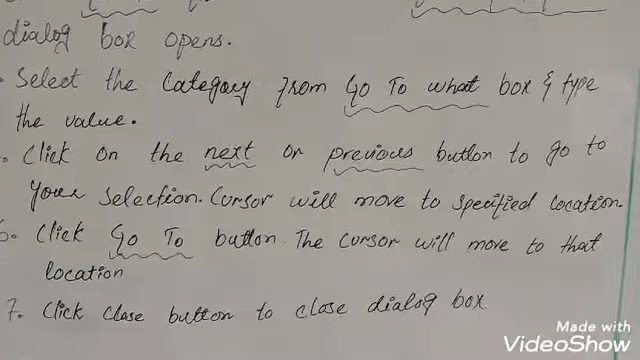 dialog box opens.
Select the Category from Go To what box & type
the value.
Click on the next or previous button to go to
your selection. Cursor will move to specified location.
6. Click Go To button. The Cursor will move to that
location
7. Click Close button to close dialog box
Made with
VideoShow